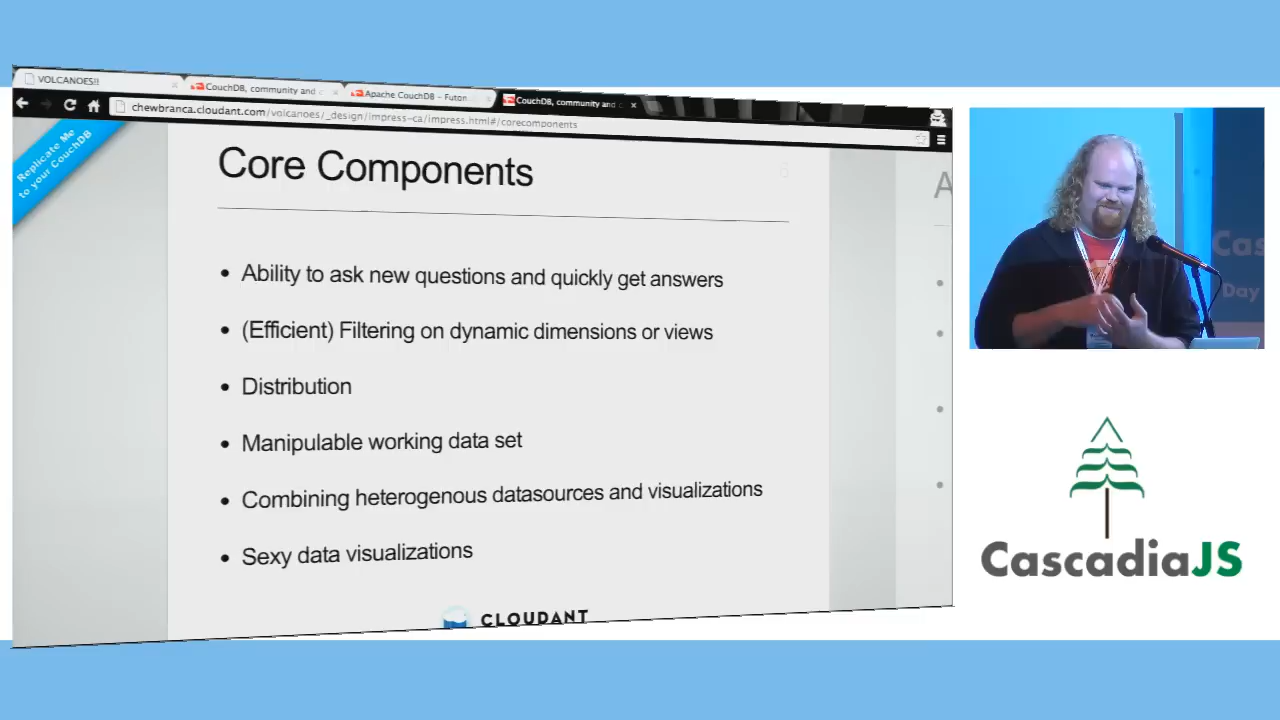 VOLCANOES!!
CouchDB, community and c
Apache CouchDB - Futon
CouchDB, community and c
chewbranca.cloudant.com/volcanoes/_design/impress-ca/impress.html#/corecomponents
Replicate Me
to your CouchDB
Core Components
6
A
• Ability to ask new questions and quickly get answers
• (Efficient) Filtering on dynamic dimensions or views
• Distribution
• Manipulable working data set
• Combining heterogenous datasources and visualizations
• Sexy data visualizations
CLOUDANT
Cas
Day
CascadiaJS